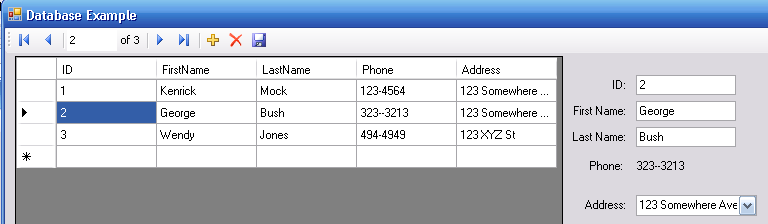 Database Example
2 of 3
ID FirstName LastName Phone Address
1 Kenrick Mock 123-4564 123 Somewhere ...
2 George Bush 323--3213 123 Somewhere ...
3 Wendy Jones 494-4949 123 XYZ St
ID: 2
First Name: George
Last Name: Bush
Phone: 323--3213
Address: 123 Somewhere Ave